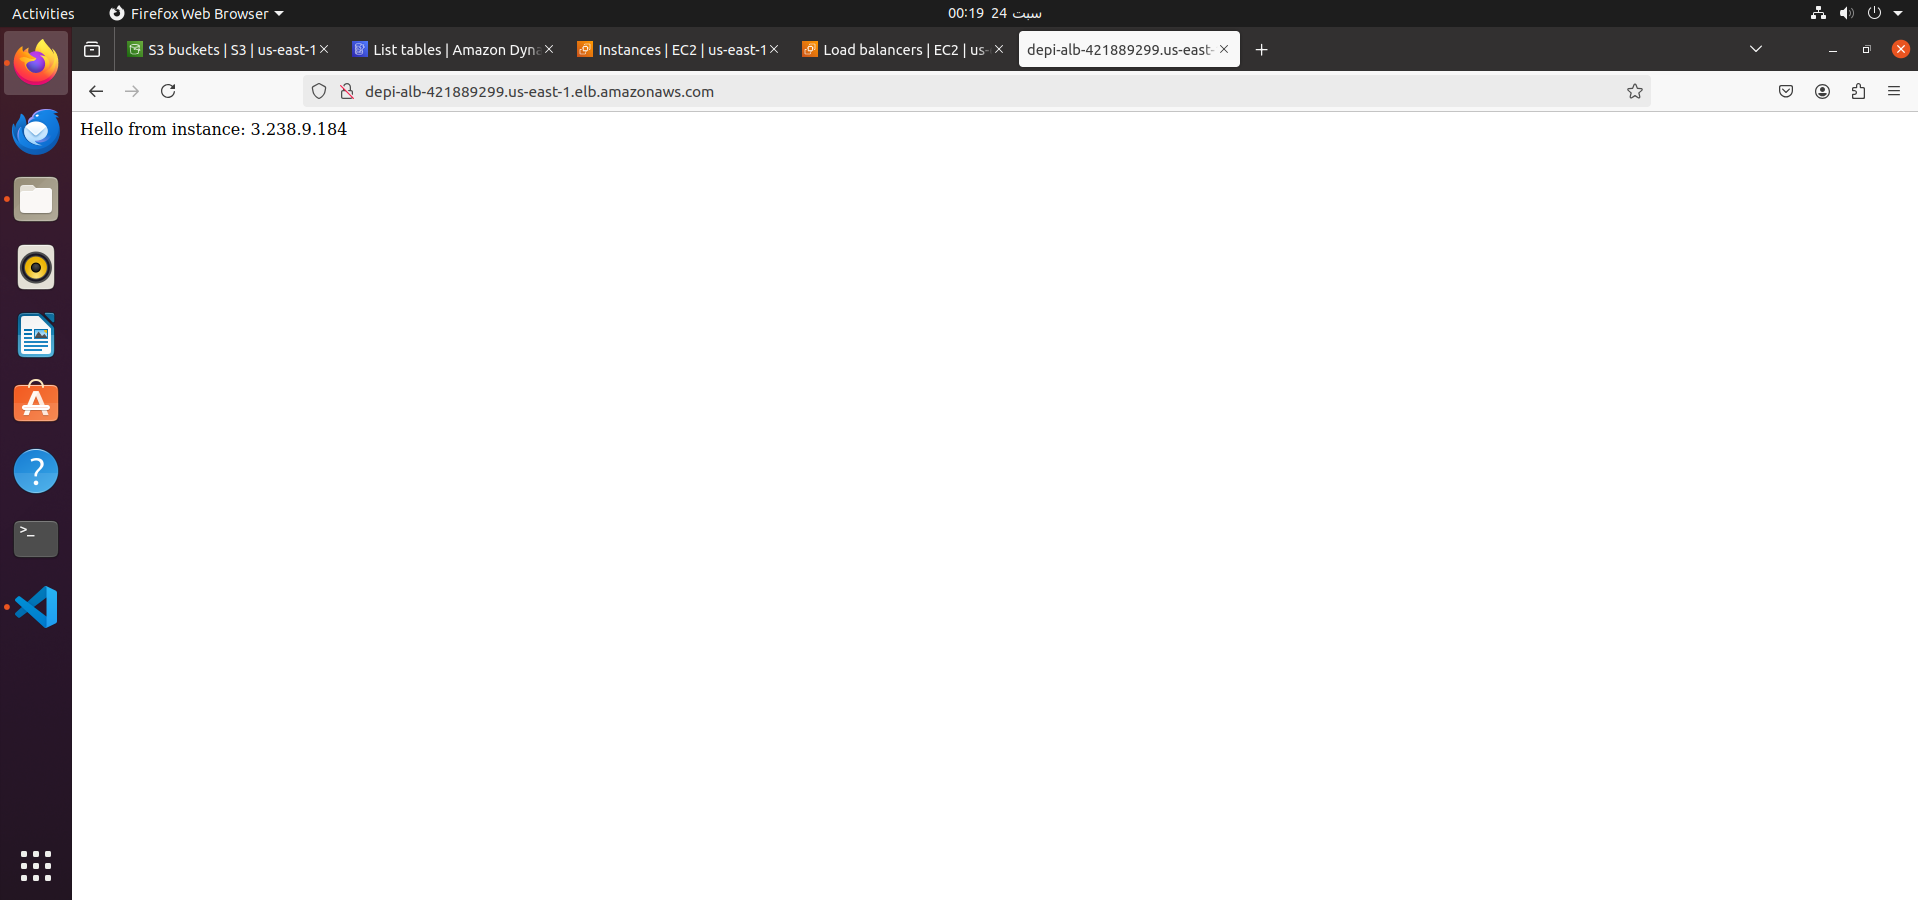 Activities
Firefox Web Browser
سبت 24  00:19
S3 buckets | S3 | us-east-1
List tables | Amazon Dyna
Instances | EC2 | us-east-1
Load balancers | EC2 | us-
depi-alb-421889299.us-east-
depi-alb-421889299.us-east-1.elb.amazonaws.com
Hello from instance: 3.238.9.184